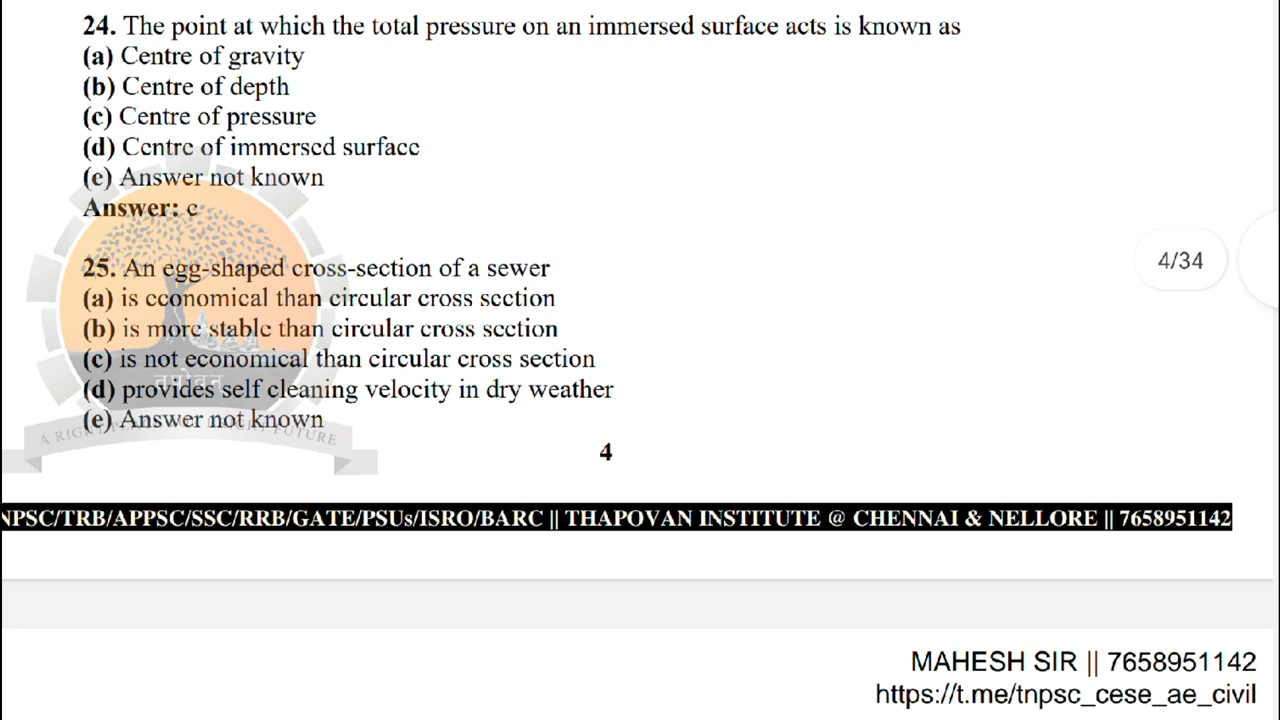 24. The point at which the total pressure on an immersed surface acts is known as
(a) Centre of gravity
(b) Centre of depth
(c) Centre of pressure
(d) Centre of immersed surface
(e) Answer not known
Answer: c
4/34
25. An egg-shaped cross-section of a sewer
(a) is economical than circular cross section
(b) is more stable than circular cross section
(c) is not economical than circular cross section
(d) provides self cleaning velocity in dry weather
तपोवन
(e) Answer not known
A RIGHT FUTURE
4
NPSC/TRB/APPSC/SSC/RRB/GATE/PSUs/ISRO/BARC || THAPOVAN INSTITUTE @ CHENNAI & NELLORE || 7658951142
MAHESH SIR || 7658951142
https://t.me/tnpsc_cese_ae_civil